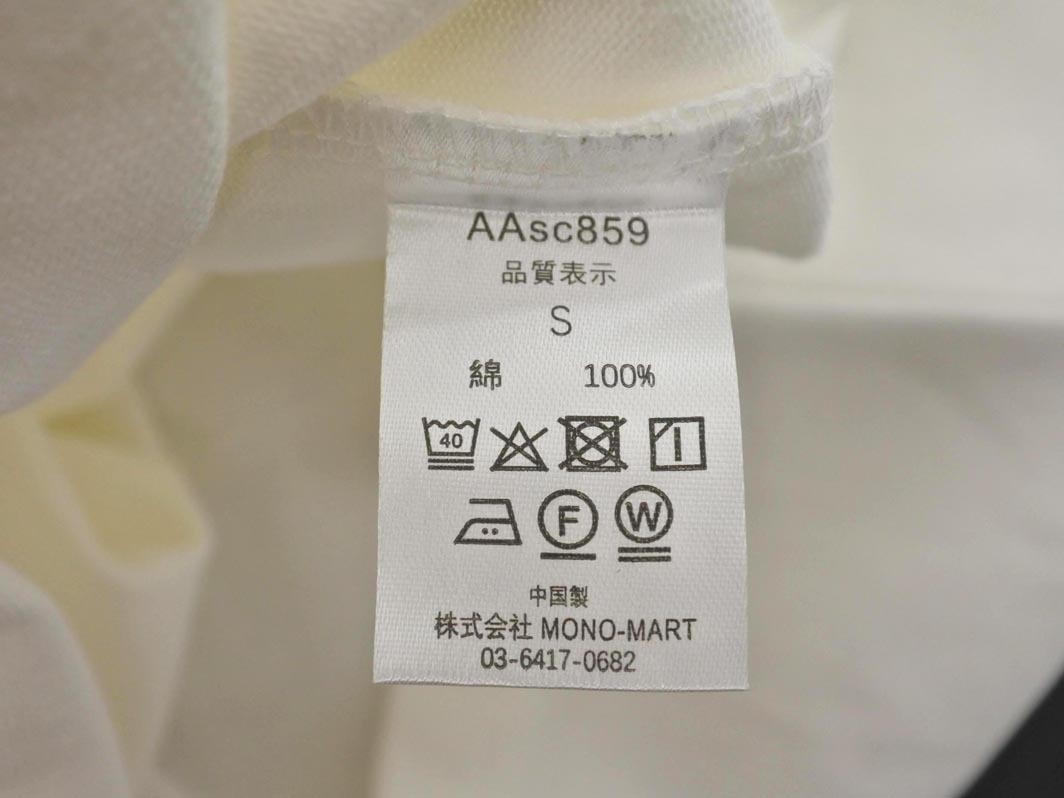 AAsc859
品質表示
S
綿 100%
40
F W
中国製
株式会社 MONO-MART
03-6417-0682